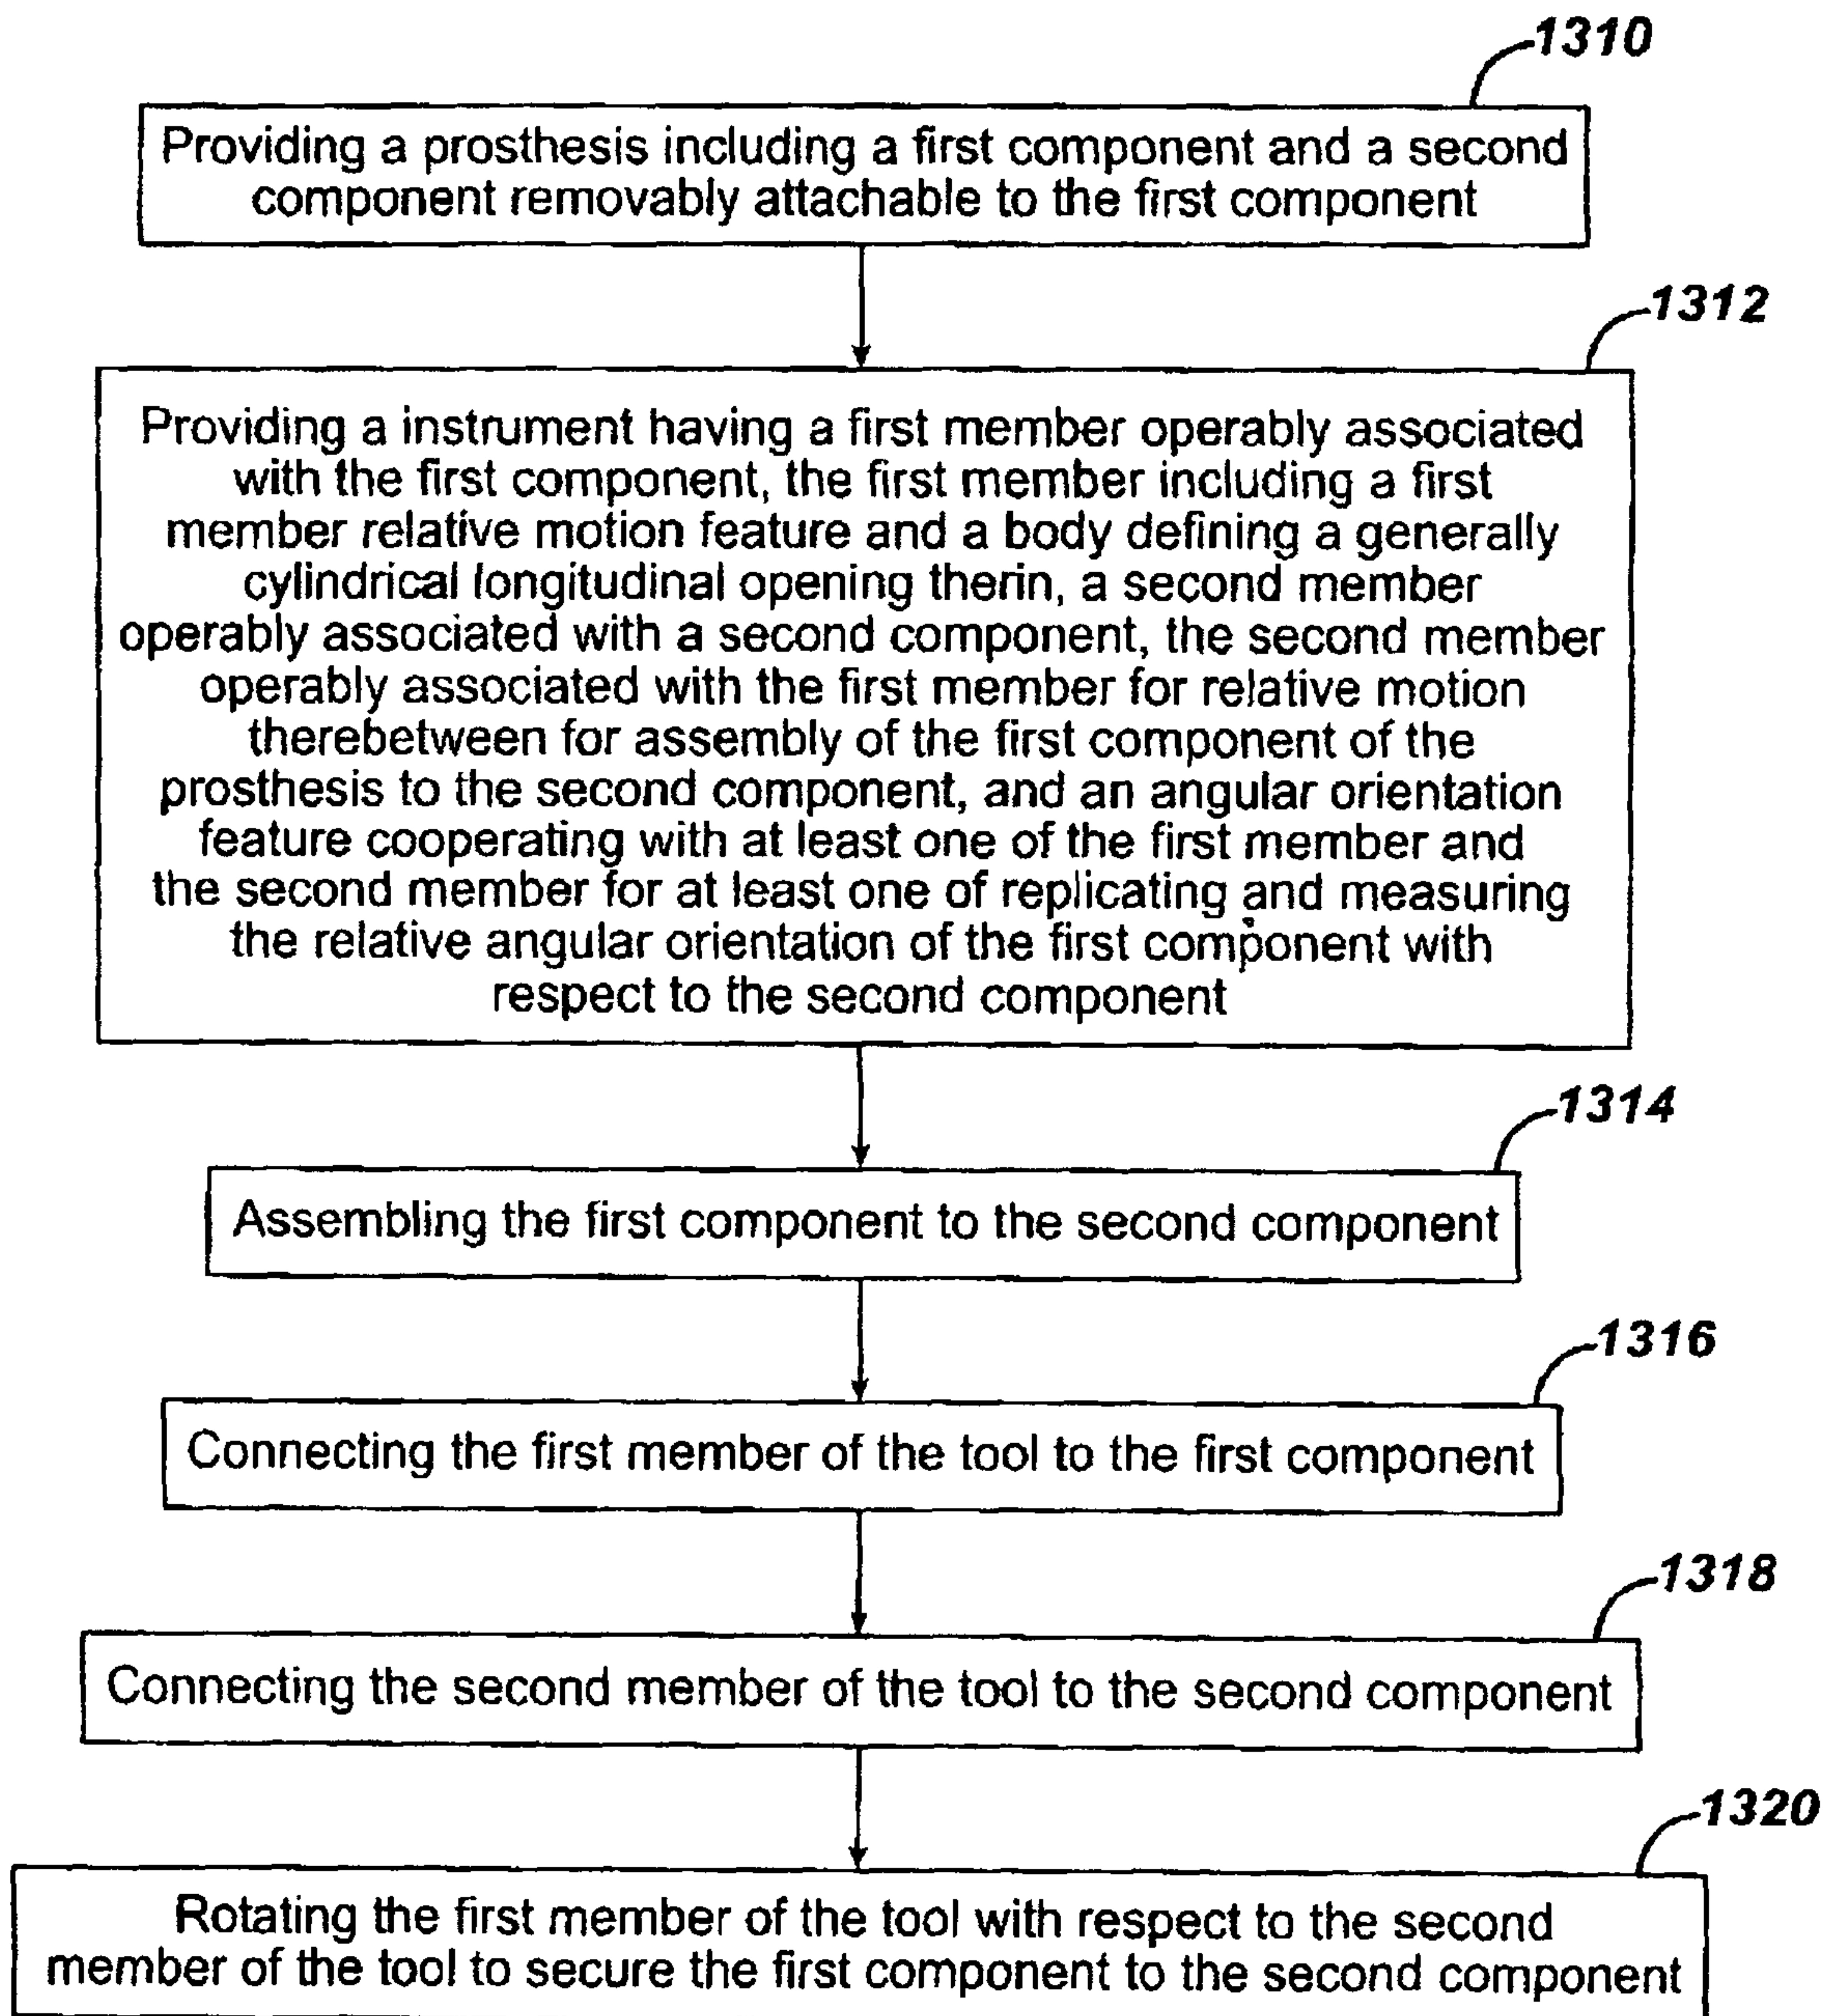 1310
Providing a prosthesis including a first component and a second
component removably attachable to the first component
1312
Providing a instrument having a first member operably associated
with the first component, the first member including a first
member relative motion feature and a body defining a generally
cylindrical longitudinal opening therin, a second member
operably associated with a second component, the second member
operably associated with the first member for relative motion
therebetween for assembly of the first component of the
prosthesis to the second component, and an angular orientation
feature cooperating with at least one of the first member and
the second member for at least one of replicating and measuring
the relative angular orientation of the first component with
respect to the second component
1314
Assembling the first component to the second component
1316
Connecting the first member of the tool to the first component
1318
Connecting the second member of the tool to the second component
1320
Rotating the first member of the tool with respect to the second
member of the tool to secure the first component to the second component